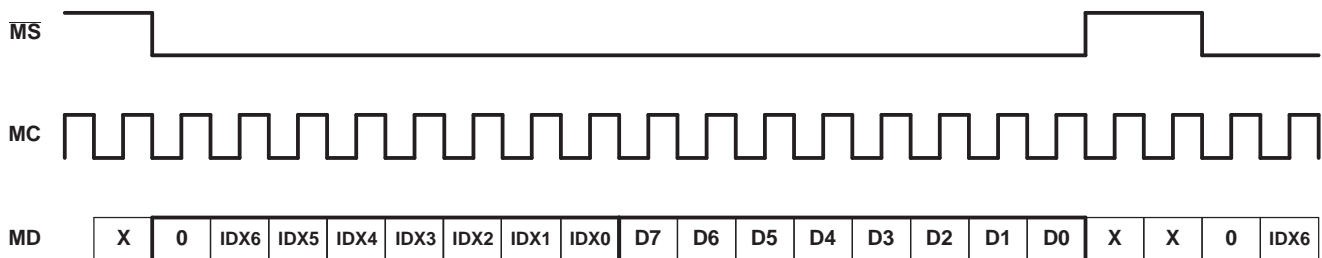 MS
MC
MD X 0 IDX6 IDX5 IDX4 IDX3 IDX2 IDX1 IDX0 D7 D6 D5 D4 D3 D2 D1 D0 X X 0 IDX6